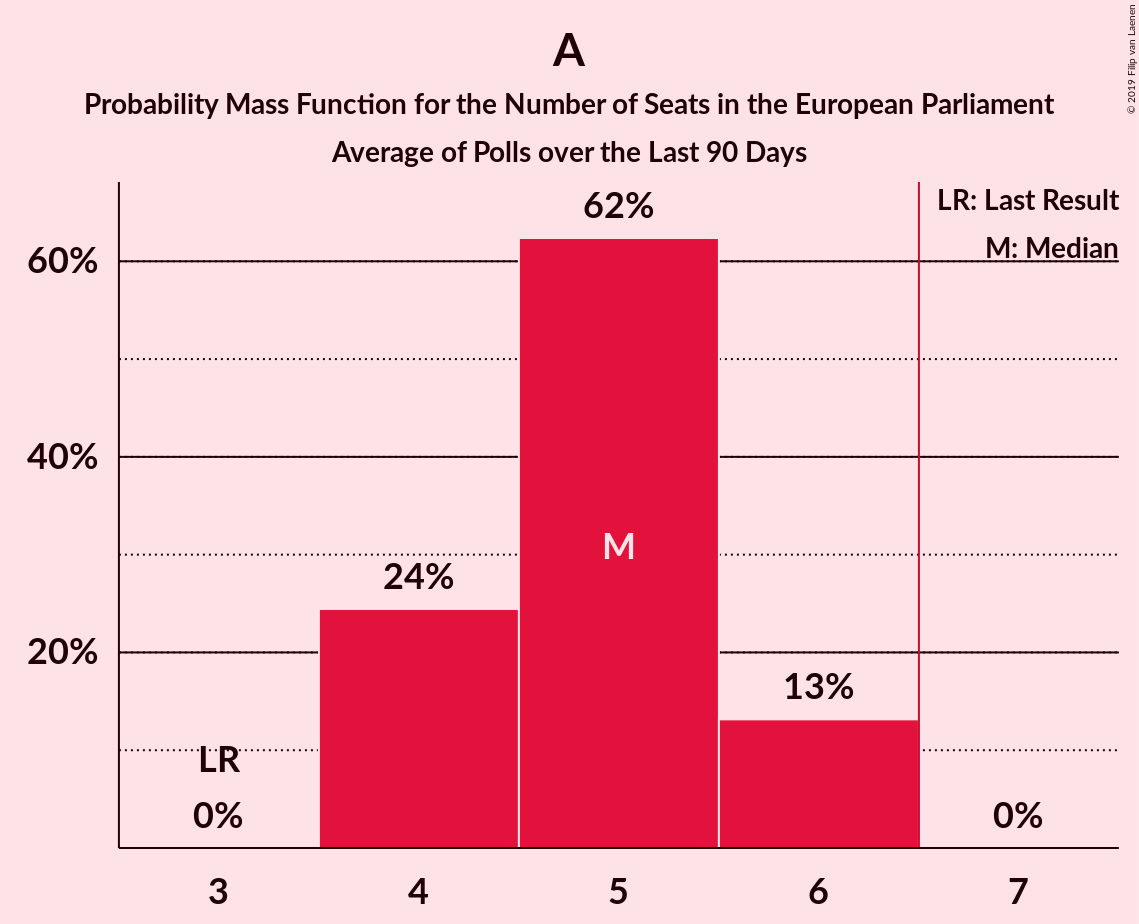 A
Probability Mass Function for the Number of Seats in the European Parliament
Average of Polls over the Last 90 Days
© 2019 Filip van Laenen
LR: Last Result
M: Median
62%
60%
40%
M
24%
20%
13%
LR
0%
0%
3
4
5
6
7